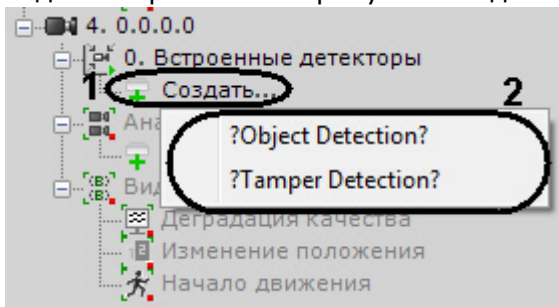 4. 0.0.0.0
0. Встроенные детекторы
1 Создать... 2
?Object Detection?
?Tamper Detection?
Деградация качества
Изменение положения
Начало движения